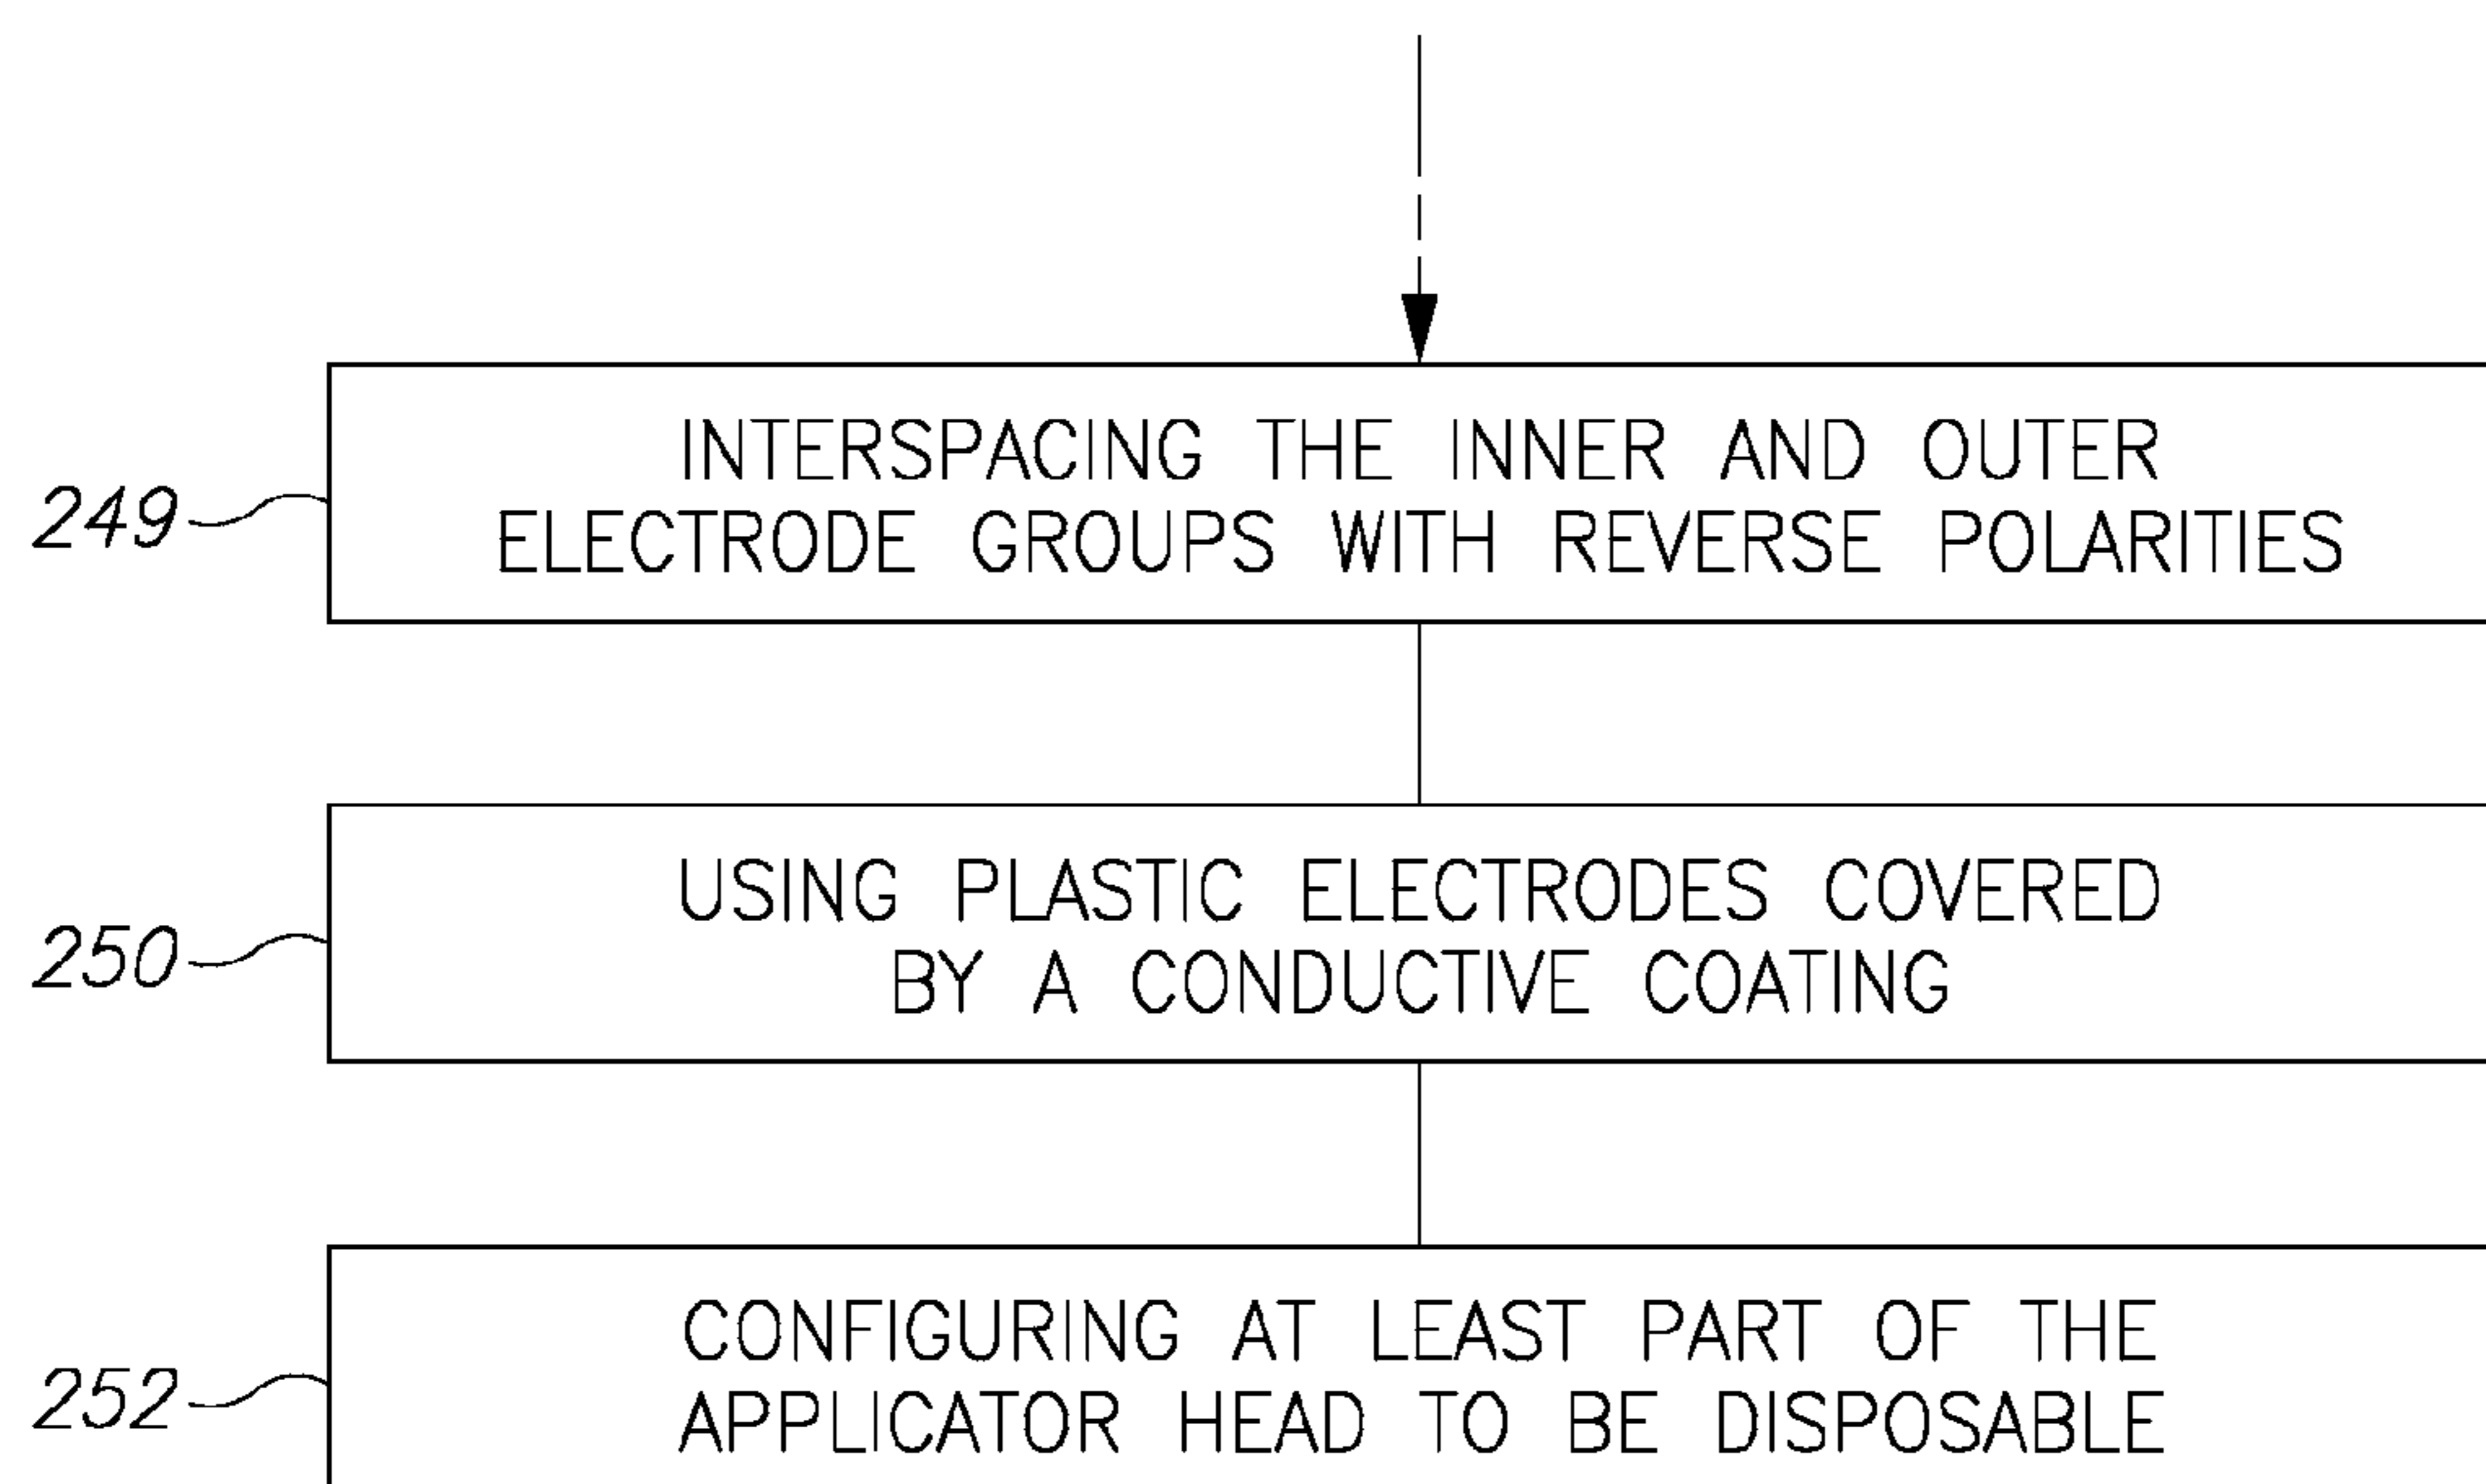 249
INTERSPACING THE INNER AND OUTER
ELECTRODE GROUPS WITH REVERSE POLARITIES
250
USING PLASTIC ELECTRODES COVERED
BY A CONDUCTIVE COATING
252
CONFIGURING AT LEAST PART OF THE
APPLICATOR HEAD TO BE DISPOSABLE